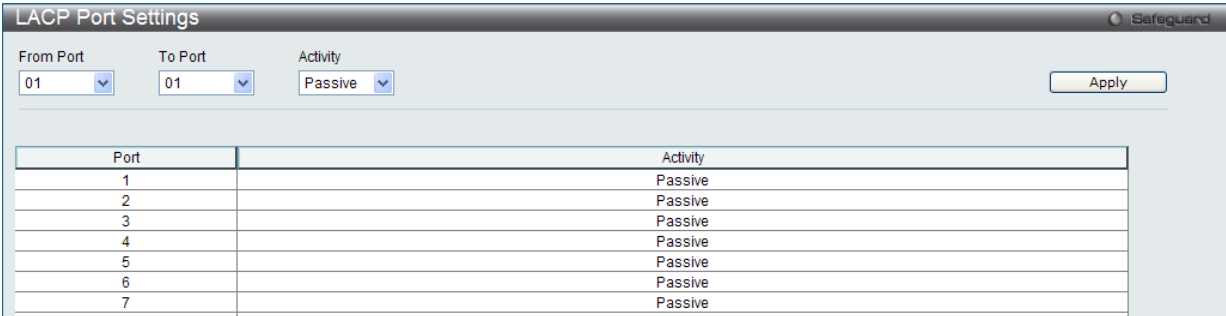 LACP Port Settings Safeguard
From Port To Port Activity
01 01 Passive Apply
Port Activity
1 Passive
2 Passive
3 Passive
4 Passive
5 Passive
6 Passive
7 Passive